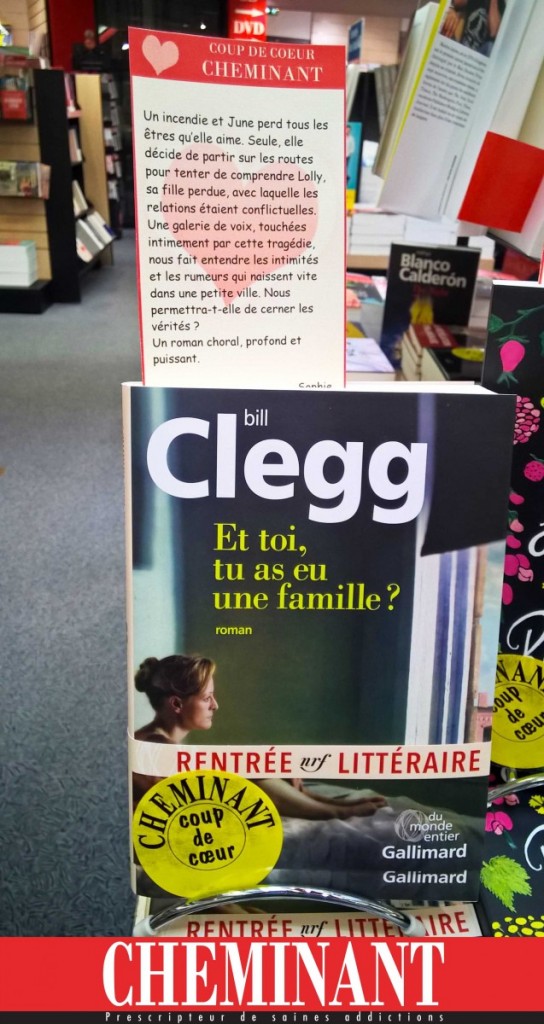 DVD
COUP DE COEUR
CHEMINANT
Un incendie et June perd tous les
êtres qu'elle aime. Seule, elle
décide de partir sur les routes
pour tenter de comprendre Lolly,
sa fille perdue, avec laquelle les
relations étaient conflictuelles.
Une galerie de voix, touchées
intimement par cette tragédie,
nous fait entendre les intimités
et les rumeurs qui naissent vite
dans une petite ville. Nous
permettra-t-elle de cerner les
vérités ?
Un roman choral, profond et
puissant.
Sophie
Blanco
Calderón
bill
Clegg
Et toi,
tu as eu
une famille ?
roman
RENTRÉE nrf LITTÉRAIRE
CHEMINANT
coup
de
cœur
du
monde
entier
Gallimard
Gallimard
RENTRÉE nrf LITTÉRAIRE
NANT
coup
de
cœur
CHEMINANT
Prescripteur de saines addictions